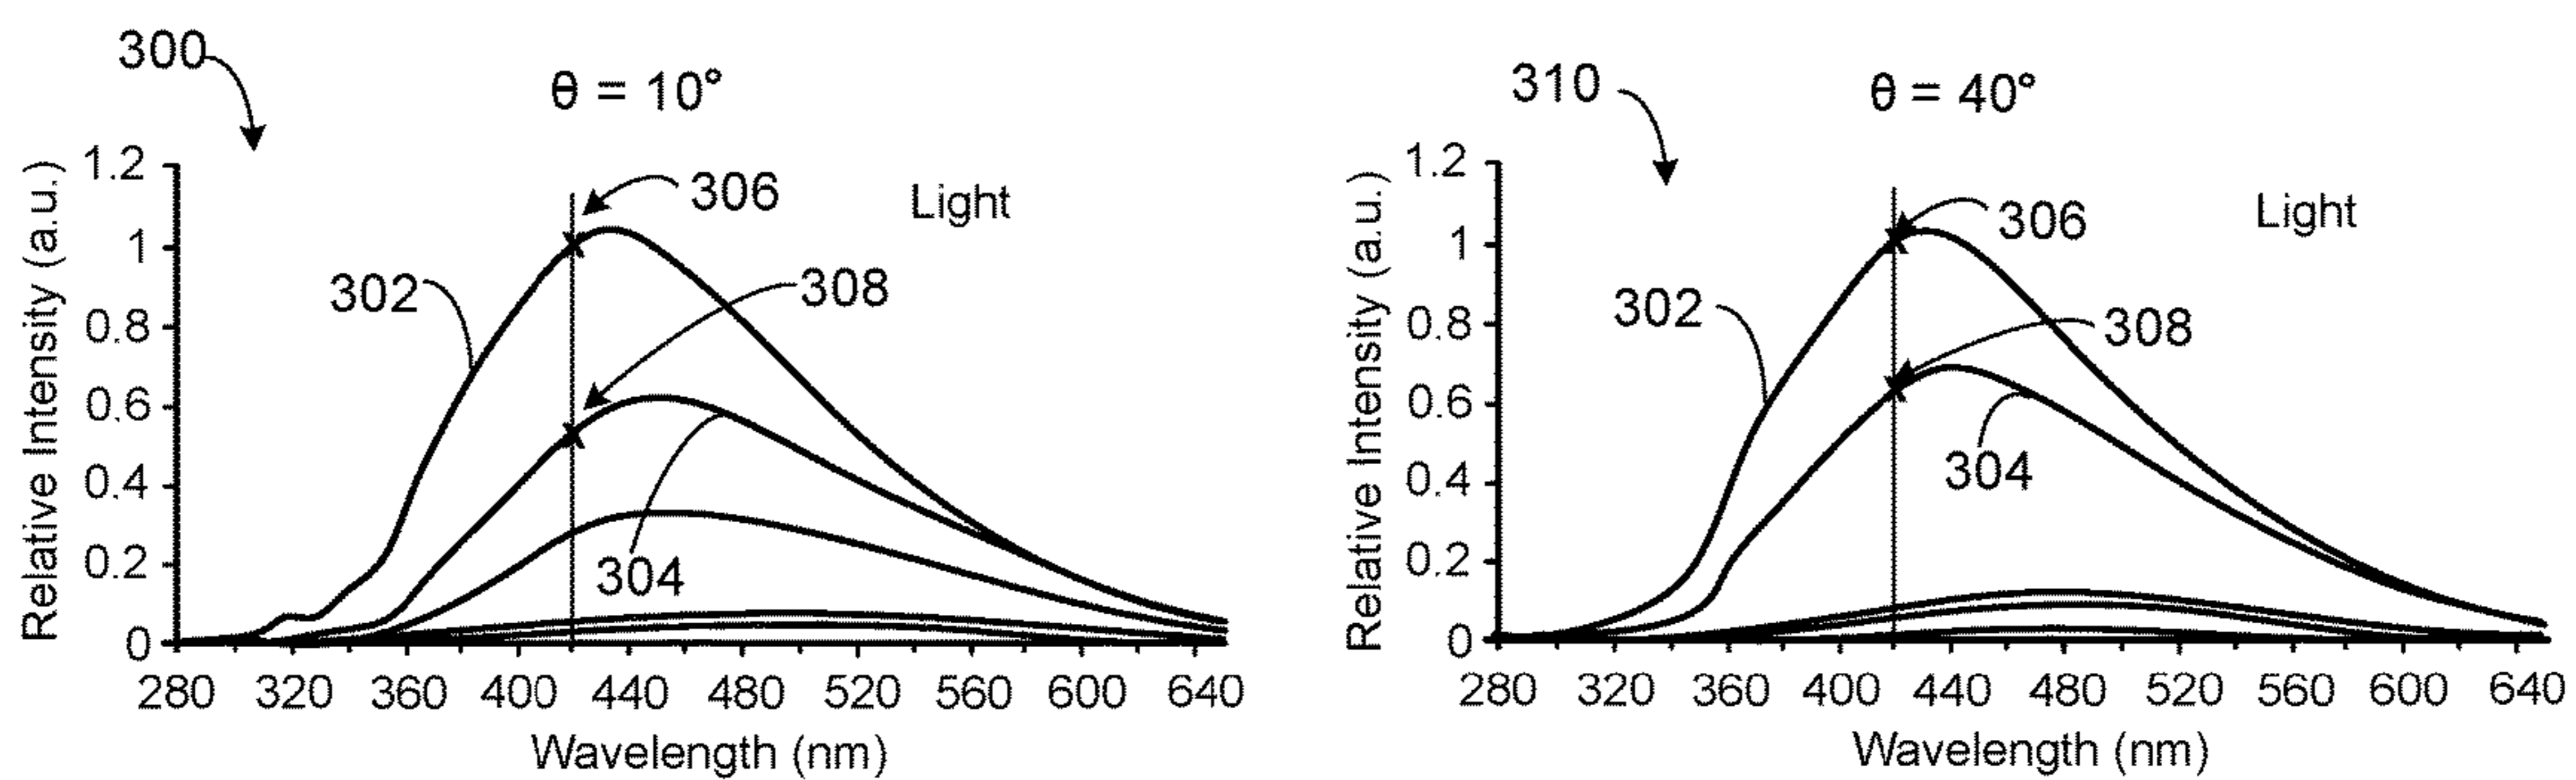 300
θ = 10°
Light
306
308
302
304
1.2
1
0.8
0.6
0.4
0.2
0
Relative Intensity (a.u.)
280 320 360 400 440 480 520 560 600 640
Wavelength (nm)
310
θ = 40°
Light
306
308
302
304
1.2
1
0.8
0.6
0.4
0.2
0
Relative Intensity (a.u.)
280 320 360 400 440 480 520 560 600 640
Wavelength (nm)